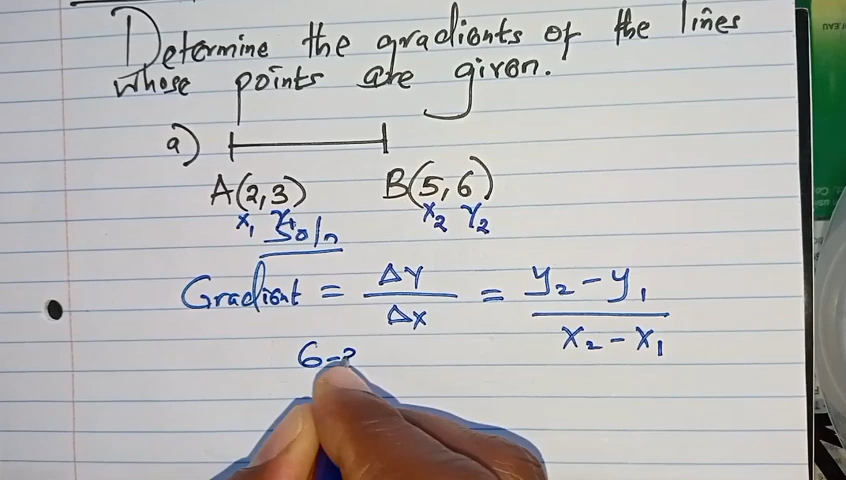 Determine the gradients of the lines
whose points are given.
a)
A(2,3) B(5,6)
x₁ y₁ x₂ y₂
Soln
Gradient = ΔY/ΔX = y₂-y₁/x₂-x₁
6-3